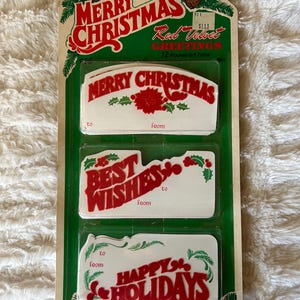 MERRY
CHRISTMAS
Red Velvet
GREETINGS
MERRY CHRISTMAS
to
from
BEST
WISHES
to
from
to
from
HAPPY
HOLIDAYS